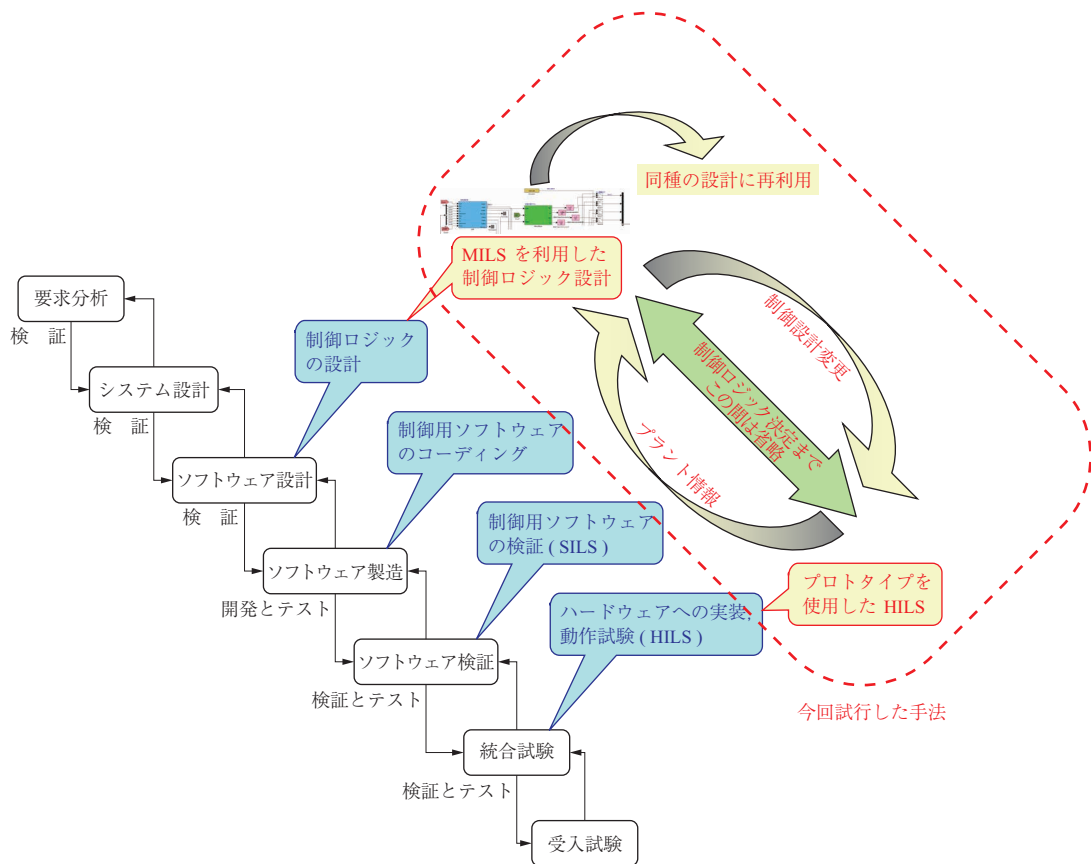 同種の設計に再利用
MILS を利用した
制御ロジック設計
要求分析
検 証
制御ロジック
の設計
制御設計変更
制御ロジック決定まで
この間は省略
プラント情報
システム設計
検 証
制御用ソフトウェア
のコーディング
ソフトウェア設計
検 証
制御用ソフトウェア
の検証 ( SILS )
ソフトウェア製造
開発とテスト
プロトタイプを
使用した HILS
ハードウェアへの実装,
動作試験 ( HILS )
ソフトウェア検証
検証とテスト
今回試行した手法
統合試験
検証とテスト
受入試験